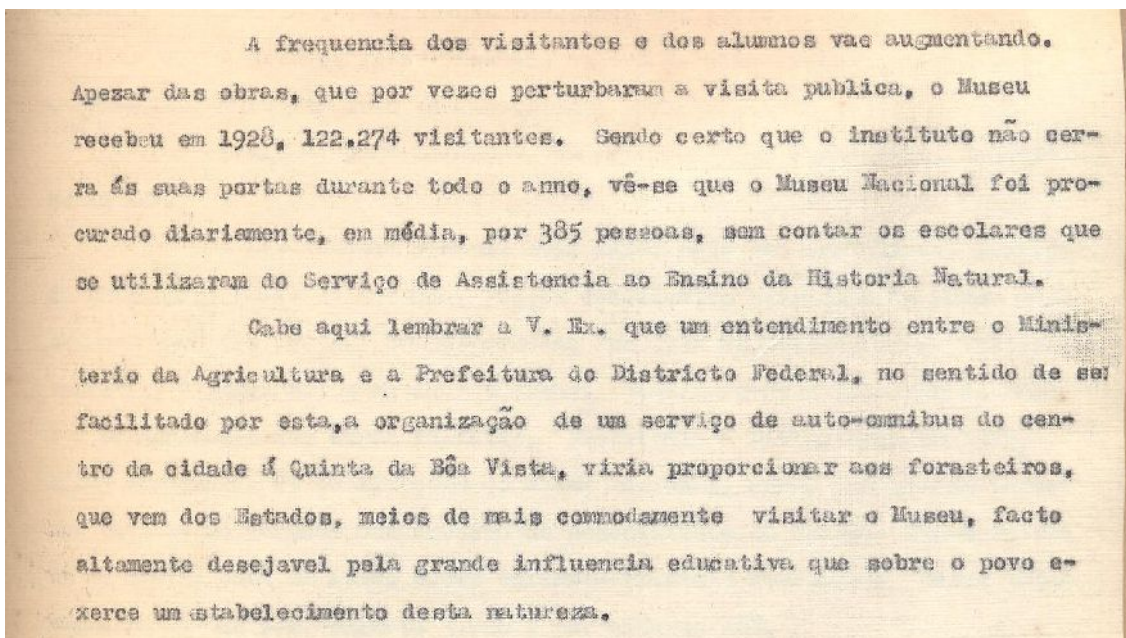 A frequencia dos visitantes e dos alumnos vae augmentando.
Apezar das obras, que por vezes perturbaram a visita publica, o Museu
recebeu em 1928, 122.274 visitantes. Sendo certo que o instituto não cer-
ra ás suas portas durante todo o anno, vê-se que o Museu Nacional foi pro-
curado diariamente, em média, por 385 pessoas, sem contar os escolares que
se utilizaram do Serviço de Assistencia ao Ensino da Historia Natural.
Cabe aqui lembrar a V. Ex. que um entendimento entre o Minis-
terio da Agricultura e a Prefeitura do Districto Federal, no sentido de ser
facilitado por esta,a organização de um serviço de auto-omnibus do cen-
tro da cidade á Quinta da Bôa Vista, viria proporcionar aos forasteiros,
que vem dos Estados, meios de mais commodamente visitar o Museu, facto
altamente desejavel pela grande influencia educativa que sobre o povo e-
xerce um estabelecimento desta natureza.